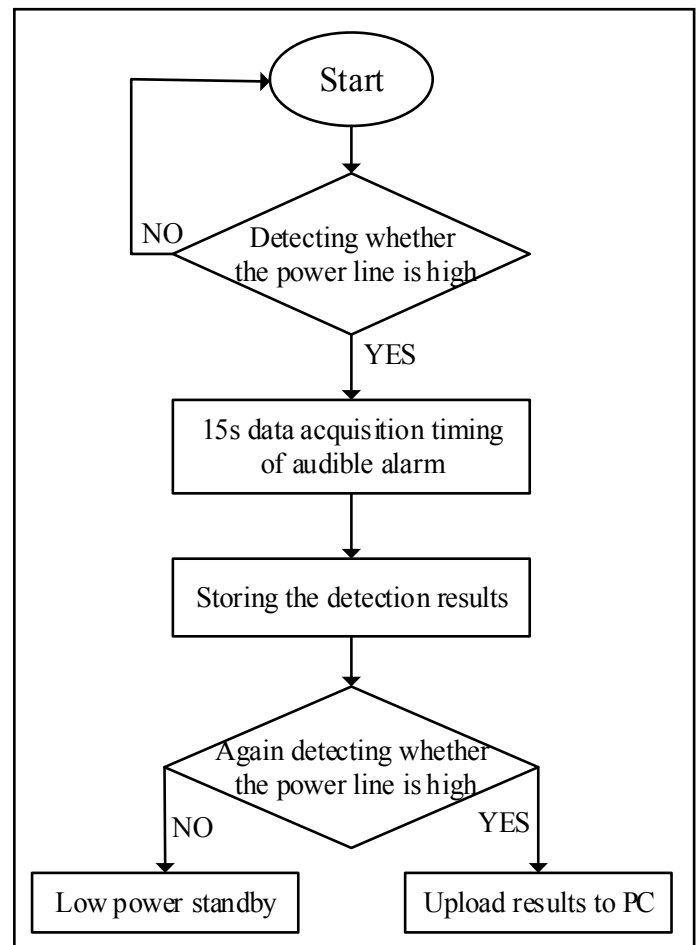 Start
NO
Detecting whether
the power line is high
YES
15s data acquisition timing
of audible alarm
Storing the detection results
Again detecting whether
the power line is high
NO
YES
Low power standby
Upload results to PC